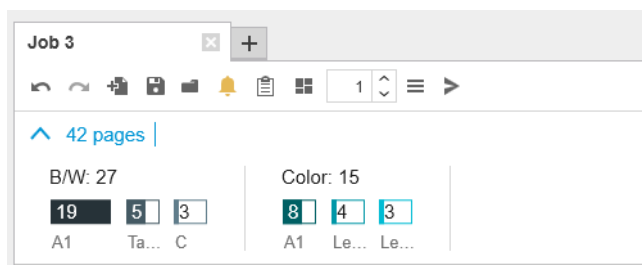 Job 3
1
42 pages
B/W: 27 Color: 15
19 5 3 8 4 3
A1 Ta... C A1 Le... Le...